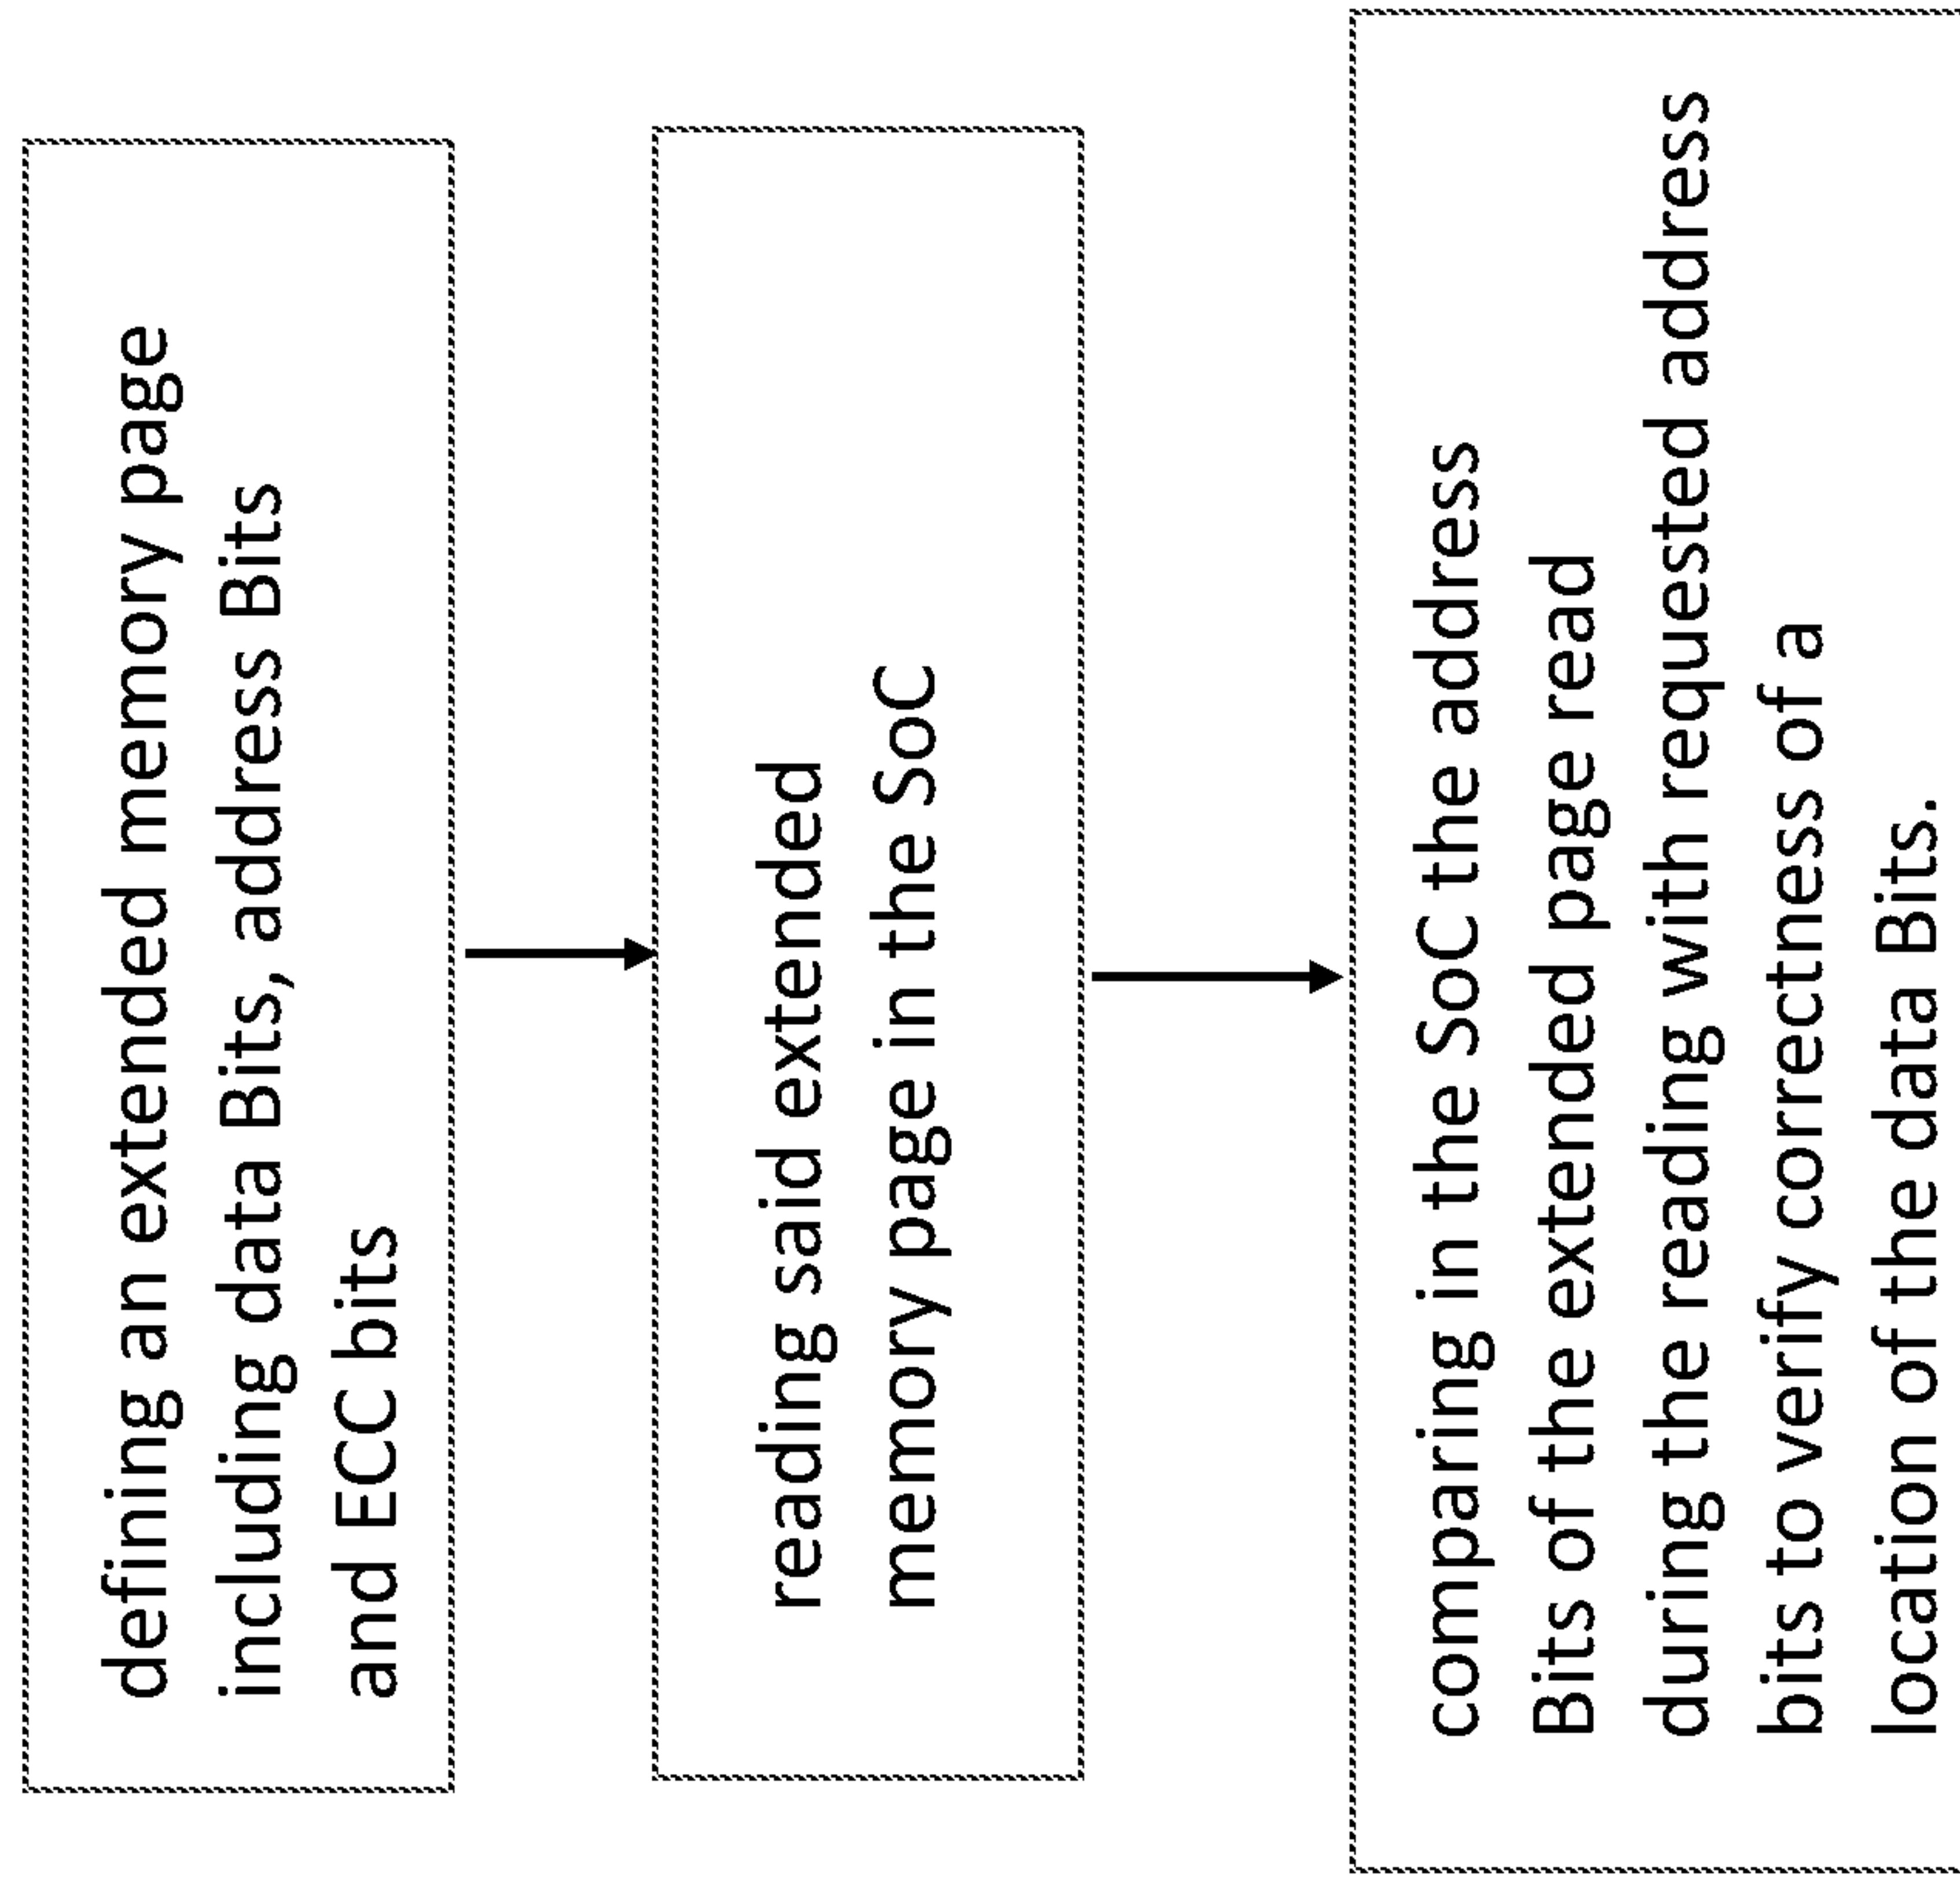 defining an extended memory page
including data Bits, address Bits
and ECC bits
reading said extended
memory page in the SoC
comparing in the SoC the address
Bits of the extended page read
during the reading with requested address
bits to verify correctness of a
location of the data Bits.